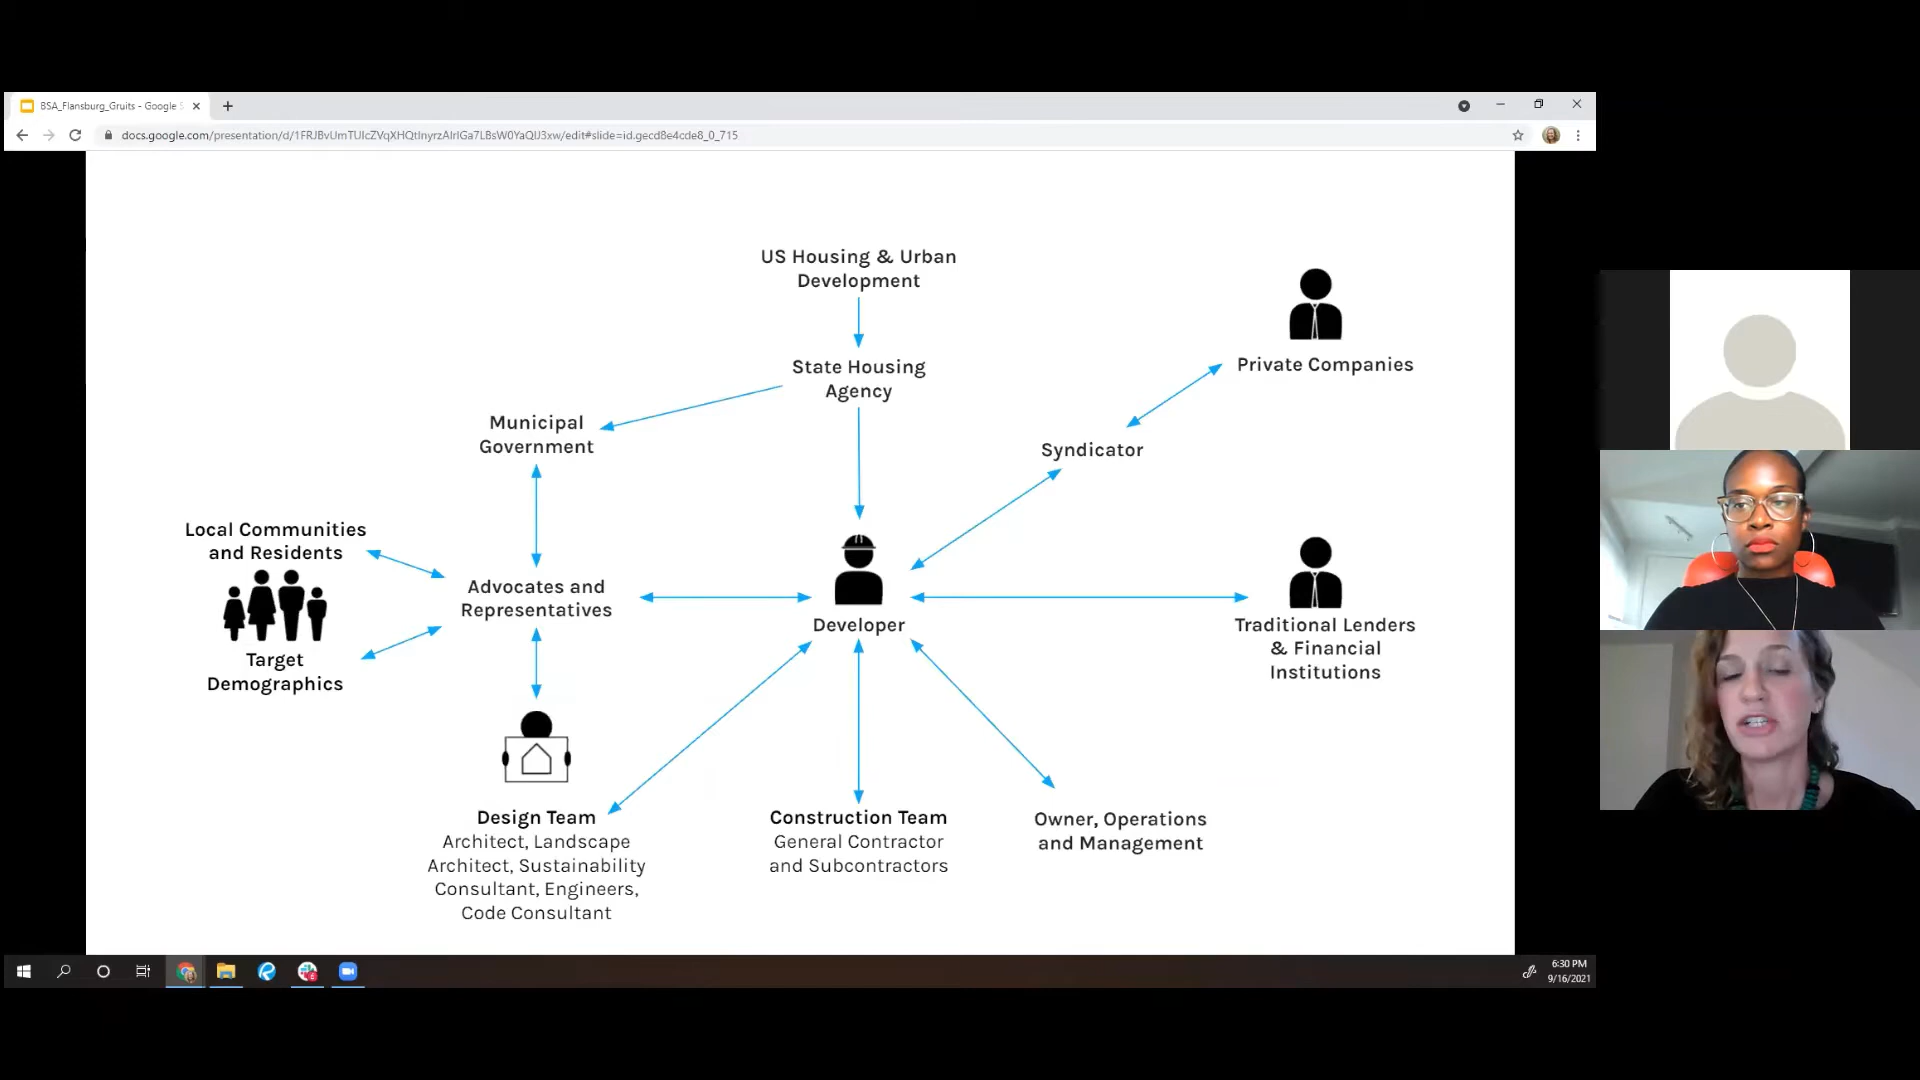 BSA_Flansburg_Gruits - Google S
docs.google.com/presentation/d/1FRJBvUmTUIcZVqXHQtInyrzAIrIGa7LBsW0YaQIJ3xw/edit#slide=id.gecd8e4cde8_0_715
US Housing & Urban
Development
State Housing
Agency
Private Companies
Municipal
Government
Syndicator
Local Communities
and Residents
Advocates and
Representatives
Developer
Traditional Lenders
& Financial
Institutions
Target
Demographics
Design Team
Architect, Landscape
Architect, Sustainability
Consultant, Engineers,
Code Consultant
Construction Team
General Contractor
and Subcontractors
Owner, Operations
and Management
6:30 PM
9/16/2021